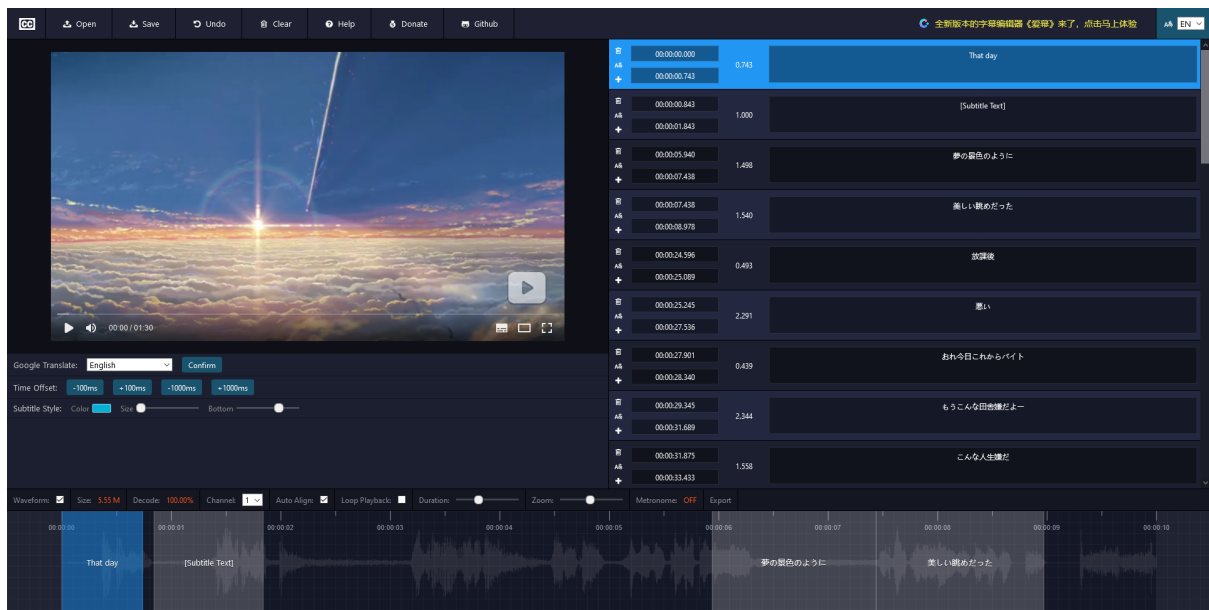 CC Open Save Undo Clear Help Donate Github 全新版本的字幕编辑器《爱幕》来了，点击马上体验 EN
00:00 / 01:30
Google Translate: English Confirm
Time Offset: -100ms +100ms -1000ms +1000ms
Subtitle Style: Color Size Bottom
00:00:00.000
00:00:00.743
0.743
That day
00:00:00.843
00:00:01.843
1.000
[Subtitle Text]
00:00:05.940
00:00:07.438
1.498
夢の景色のように
00:00:07.438
00:00:08.978
1.540
美しい眺めだった
00:00:24.596
00:00:25.089
0.493
放課後
00:00:25.245
00:00:27.536
2.291
悪い
00:00:27.901
00:00:28.340
0.439
おれ今日これからバイト
00:00:29.345
00:00:31.689
2.344
もうこんな田舎嫌だよー
00:00:31.875
00:00:33.433
1.558
こんな人生嫌だ
Waveform: Size: 5.55 M Decode: 100.00% Channel: 1 Auto Align: Loop Playback: Duration: Zoom: Metronome: OFF Export
00:00:00 00:00:01 00:00:02 00:00:03 00:00:04 00:00:05 00:00:06 00:00:07 00:00:08 00:00:09 00:00:10
That day [Subtitle Text] 夢の景色のように 美しい眺めだった